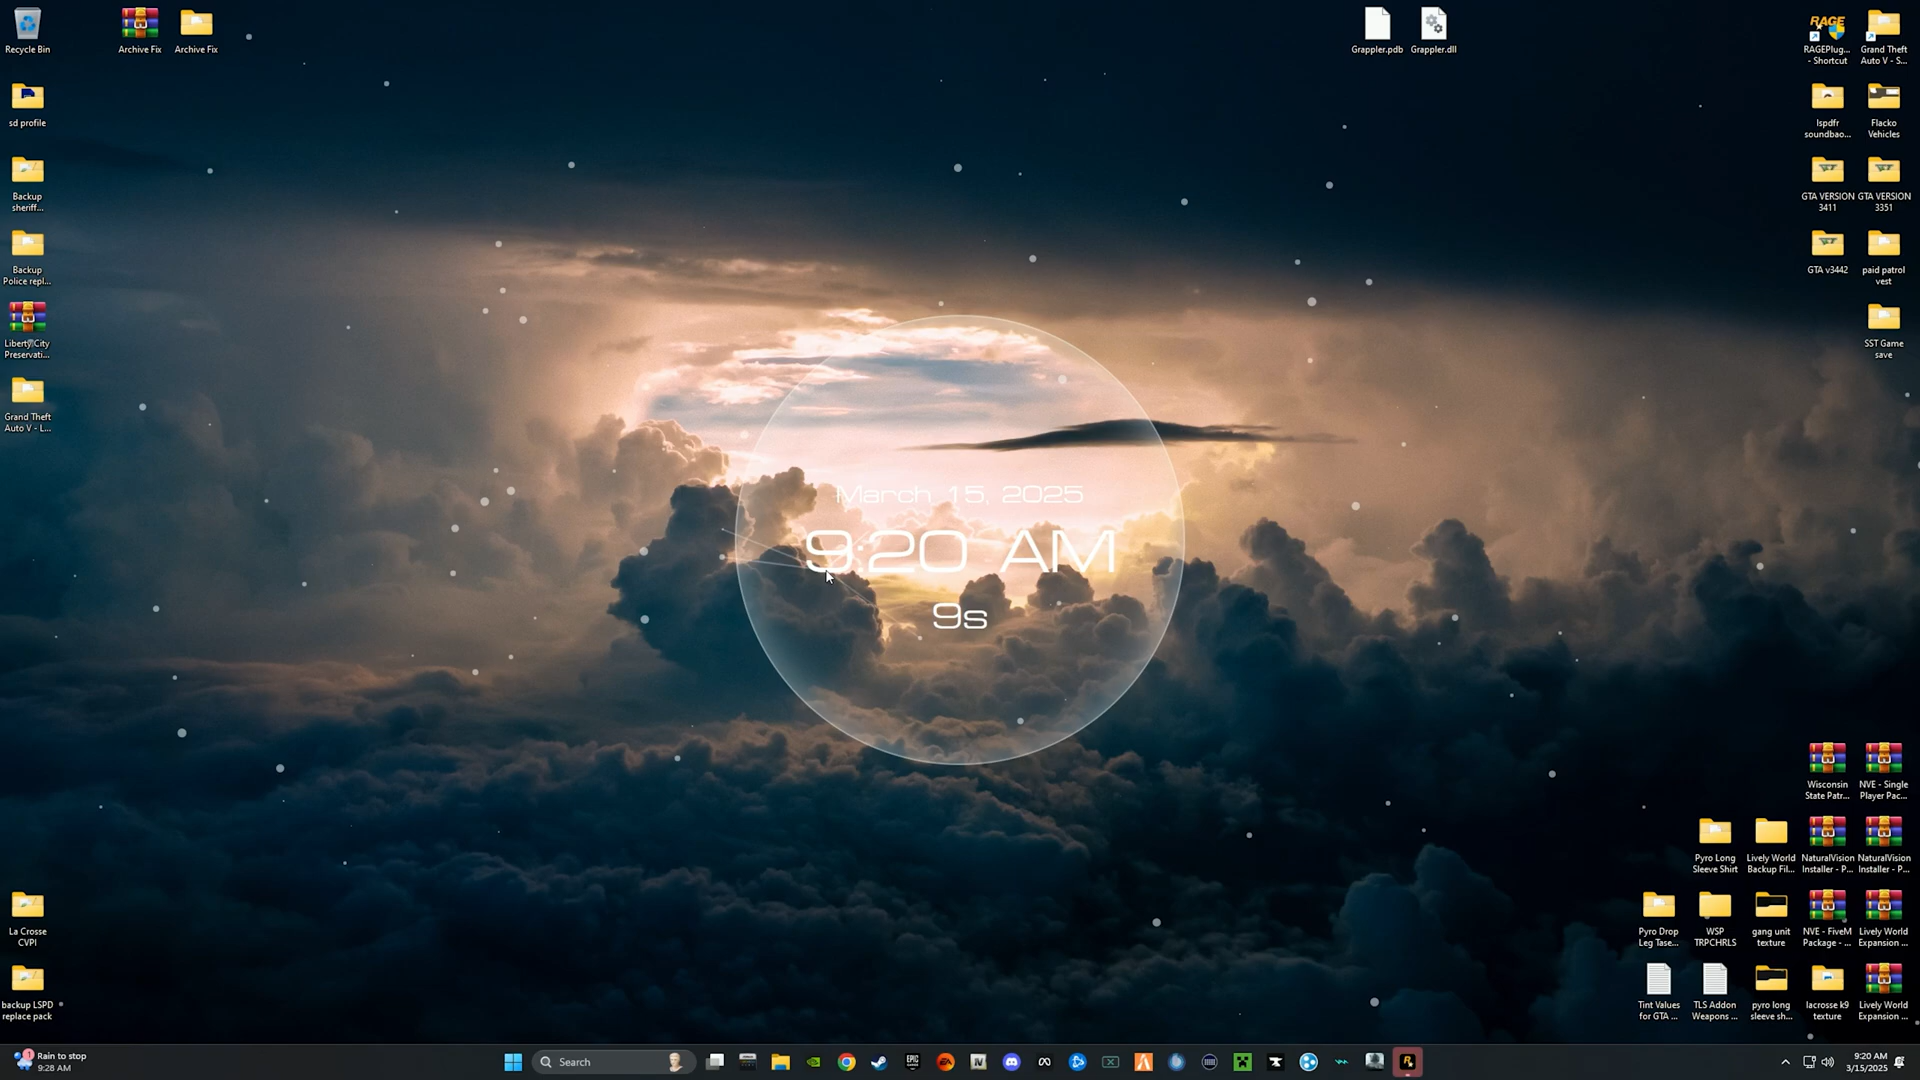 Recycle Bin
Archive Fix
Archive Fix
Grappler.pdb
Grappler.dll
RAGE
RAGEPlug...
- Shortcut
Grand Theft
Auto V - S...
sd profile
lspdfr
soundbao...
Flacko
Vehicles
Backup
sheriff...
GTA VERSION
3411
GTA VERSION
3351
Backup
Police repl...
GTA v3442
paid patrol
vest
Liberty City
Preservati...
SST Game
save
Grand Theft
Auto V - L...
March 15, 2025
9:20 AM
9s
Wisconsin
State Patr...
NVE - Single
Player Pac...
Pyro Long
Sleeve Shirt
Lively World
Backup Fil...
NaturalVision
Installer - P...
NaturalVision
Installer - P...
La Crosse
CVPI
Pyro Drop
Leg Tase...
WSP
TRPCHRLS
gang unit
texture
NVE - FiveM
Package - ...
Lively World
Expansion ...
backup LSPD
replace pack
Tint Values
for GTA ...
TLS Addon
Weapons ...
pyro long
sleeve sh...
lacrosse k9
texture
Lively World
Expansion ...
1
Rain to stop
9:28 AM
Search
EPIC
EA
IV
9:20 AM
3/15/2025